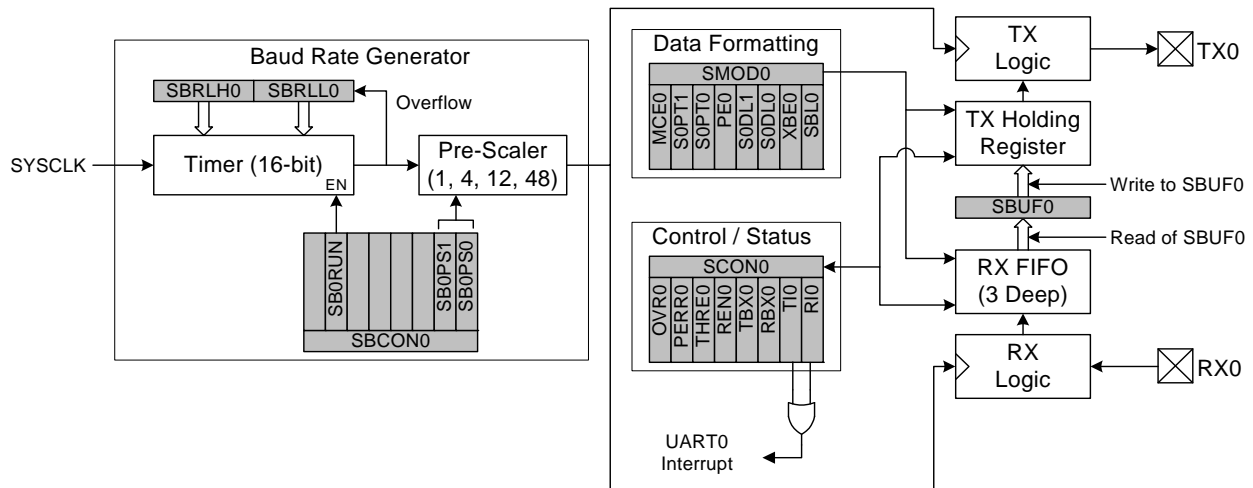 Baud Rate Generator
SBRLH0 SBRLL0
Overflow
SYSCLK
Timer (16-bit)
EN
Pre-Scaler
(1, 4, 12, 48)
SB0RUN
SB0PS1
SB0PS0
SBCON0
Data Formatting
SMOD0
MCE0
S0PT1
S0PT0
PE0
S0DL1
S0DL0
XBE0
SBL0
Control / Status
SCON0
OVR0
PERR0
THRE0
REN0
TBX0
RBX0
TI0
RI0
UART0
Interrupt
TX
Logic
TX0
TX Holding
Register
Write to SBUF0
SBUF0
Read of SBUF0
RX FIFO
(3 Deep)
RX
Logic
RX0